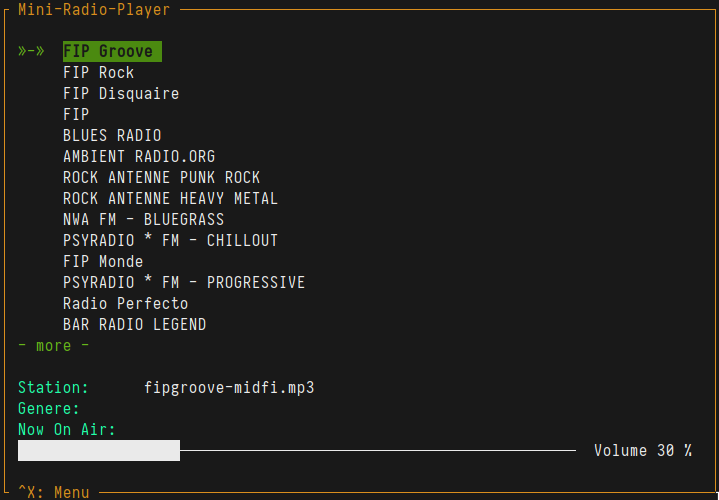 Mini-Radio-Player
»-» FIP Groove
FIP Rock
FIP Disquaire
FIP
BLUES RADIO
AMBIENT RADIO.ORG
ROCK ANTENNE PUNK ROCK
ROCK ANTENNE HEAVY METAL
NWA FM - BLUEGRASS
PSYRADIO * FM - CHILLOUT
FIP Monde
PSYRADIO * FM - PROGRESSIVE
Radio Perfecto
BAR RADIO LEGEND
- more -
Station: fipgroove-midfi.mp3
Genere:
Now On Air:
Volume 30 %
^X: Menu